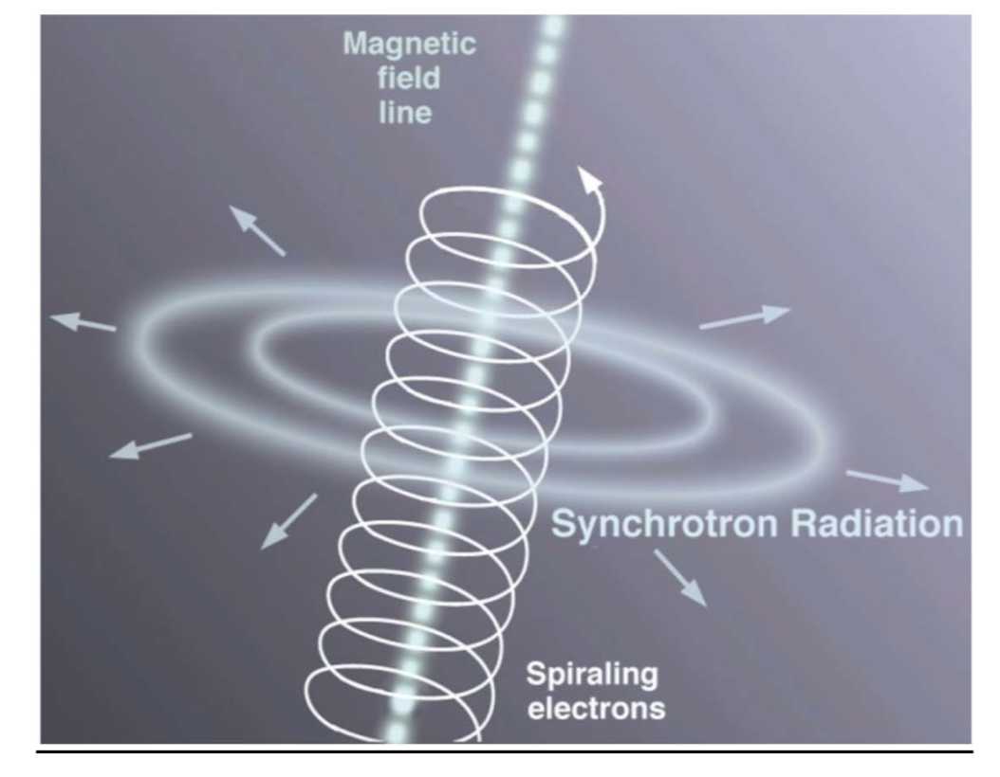 Magnetic
field
line
Synchrotron Radiation
Spiraling
electrons